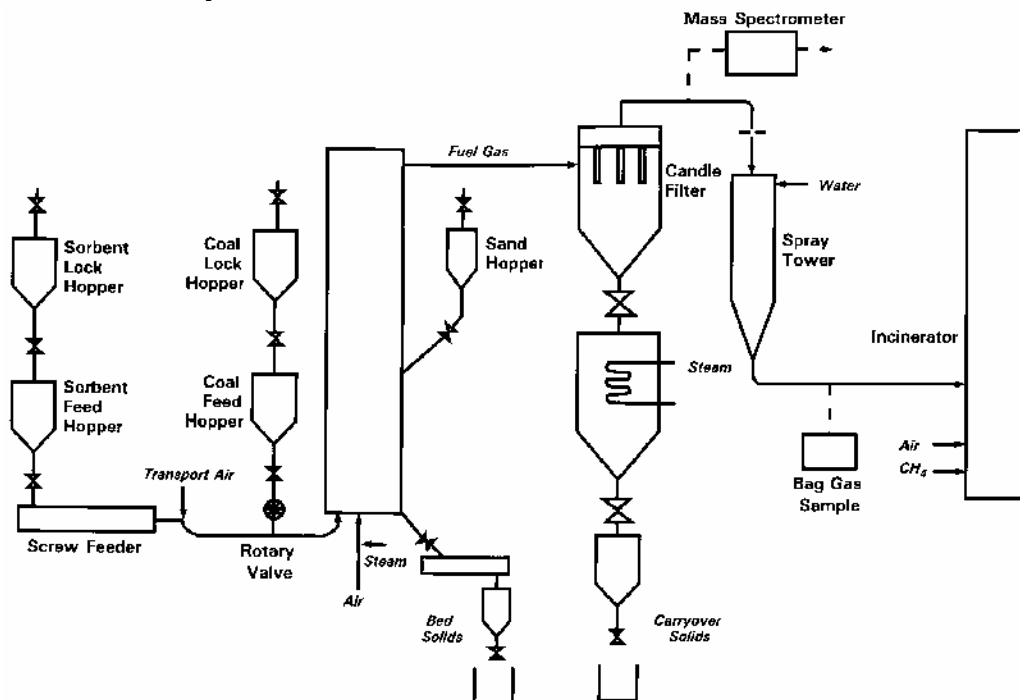 Mass Spectrometer
Fuel Gas
Candle
Filter
Water
Sorbent
Lock
Hopper
Coal
Lock
Hopper
Sand
Hopper
Spray
Tower
Incinerator
Steam
Sorbent
Feed
Hopper
Coal
Feed
Hopper
Transport Air
Air
CH₄
Bag Gas
Sample
Screw Feeder
Rotary
Valve
Steam
Air
Bed
Solids
Carryover
Solids